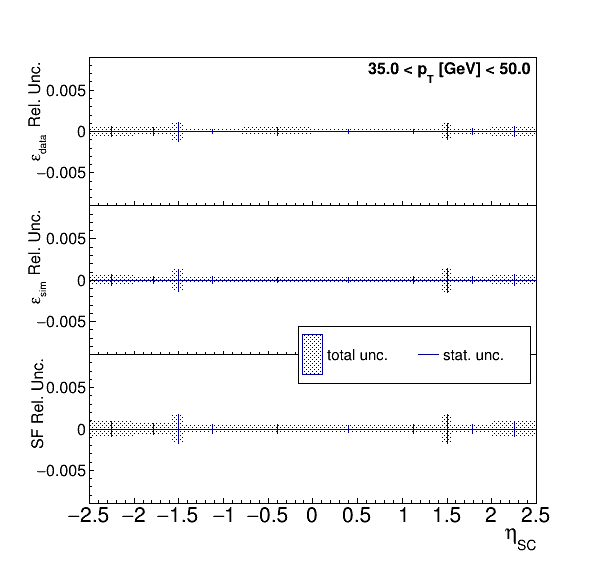 35.0 < p_T [GeV] < 50.0
ε_data Rel. Unc.
0.005
0
−0.005
ε_sim Rel. Unc.
0.005
0
−0.005
total unc.
stat. unc.
SF Rel. Unc.
0.005
0
−0.005
−2.5 −2 −1.5 −1 −0.5 0 0.5 1 1.5 2 2.5
η_SC